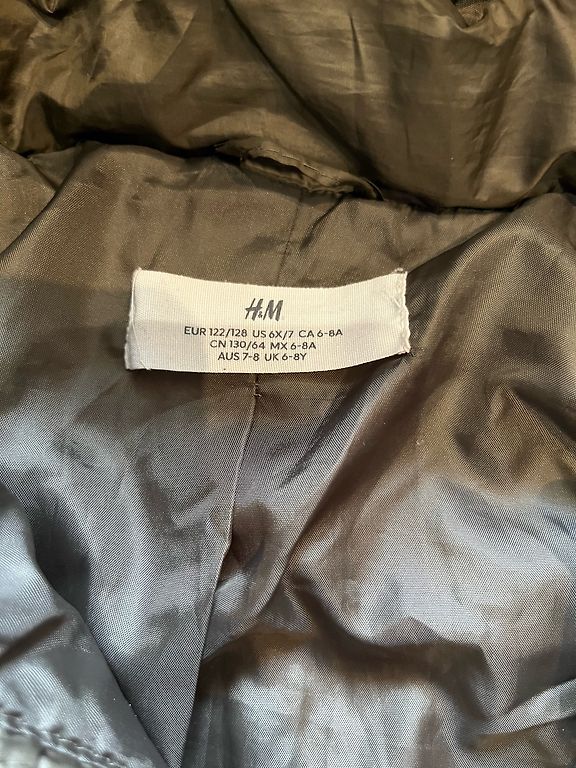 H&M
EUR 122/128 US 6X/7 CA 6-8A
CN 130/64 MX 6-8A
AUS 7-8 UK 6-8Y